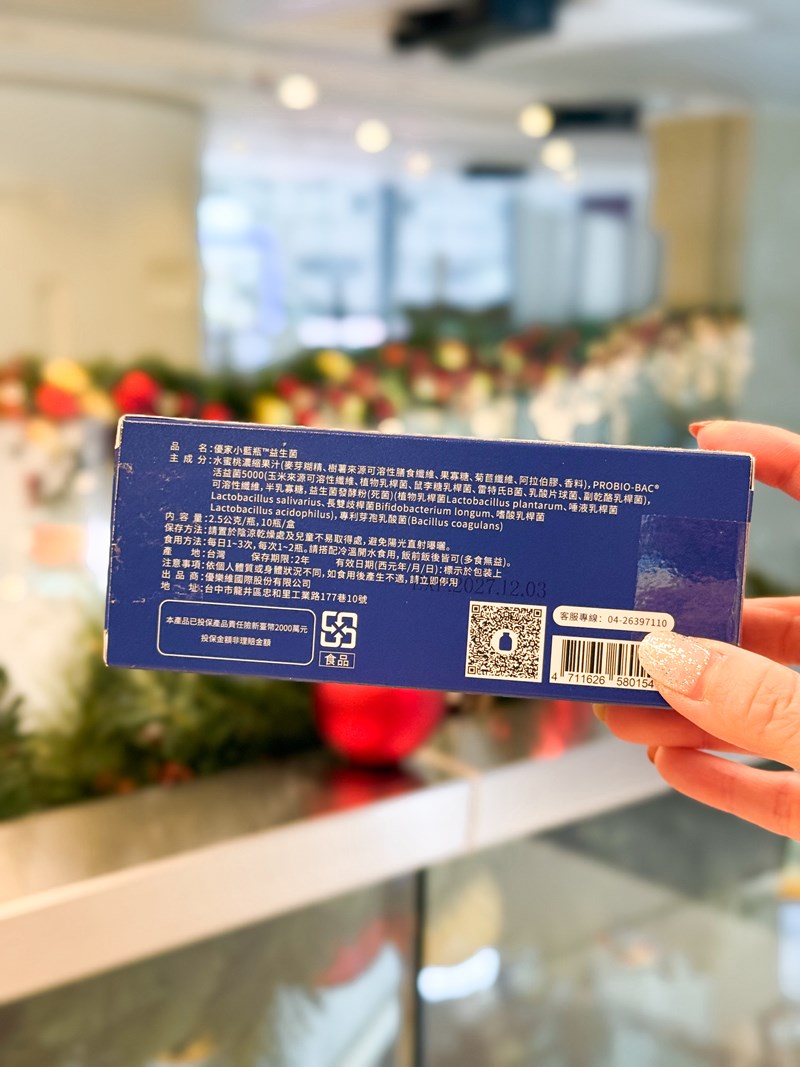 品　　名：優家小藍瓶™益生菌
主 成 分：水蜜桃濃縮果汁(麥芽糊精、樹薯來源可溶性膳食纖維、果寡糖、菊苣纖維、阿拉伯膠、香料)，PROBIO-BAC®
活益菌5000(玉米來源可溶性纖維、植物乳桿菌、鼠李糖乳桿菌、雷特氏B菌、乳酸片球菌、副乾酪乳桿菌)，
可溶性纖維，半乳寡糖，益生菌發酵粉(死菌)(植物乳桿菌Lactobacillus plantarum、唾液乳桿菌
Lactobacillus salivarius、長雙歧桿菌Bifidobacterium longum、嗜酸乳桿菌
Lactobacillus acidophilus)，專利芽孢乳酸菌(Bacillus coagulans)
內 容 量：2.5公克/瓶，10瓶/盒
保存方法：請置於陰涼乾燥處及兒童不易取得處，避免陽光直射曝曬。
食用方法：每日1~3次，每次1~2瓶。請搭配冷溫開水食用，飯前飯後皆可(多食無益)。
產　　地：台灣　　保存期限：2年　　有效日期(西元年/月/日)：標示於包裝上
注意事項：依個人體質或身體狀況不同，如食用後產生不適，請立即停用
出 品 商：優樂維國際股份有限公司
地　　址：台中市龍井區忠和里工業路177巷10號
EXP.2027.12.03
本產品已投保產品責任險新臺幣2000萬元
投保金額非理賠金額
食品
客服專線：04-26397110
4 711626 580154